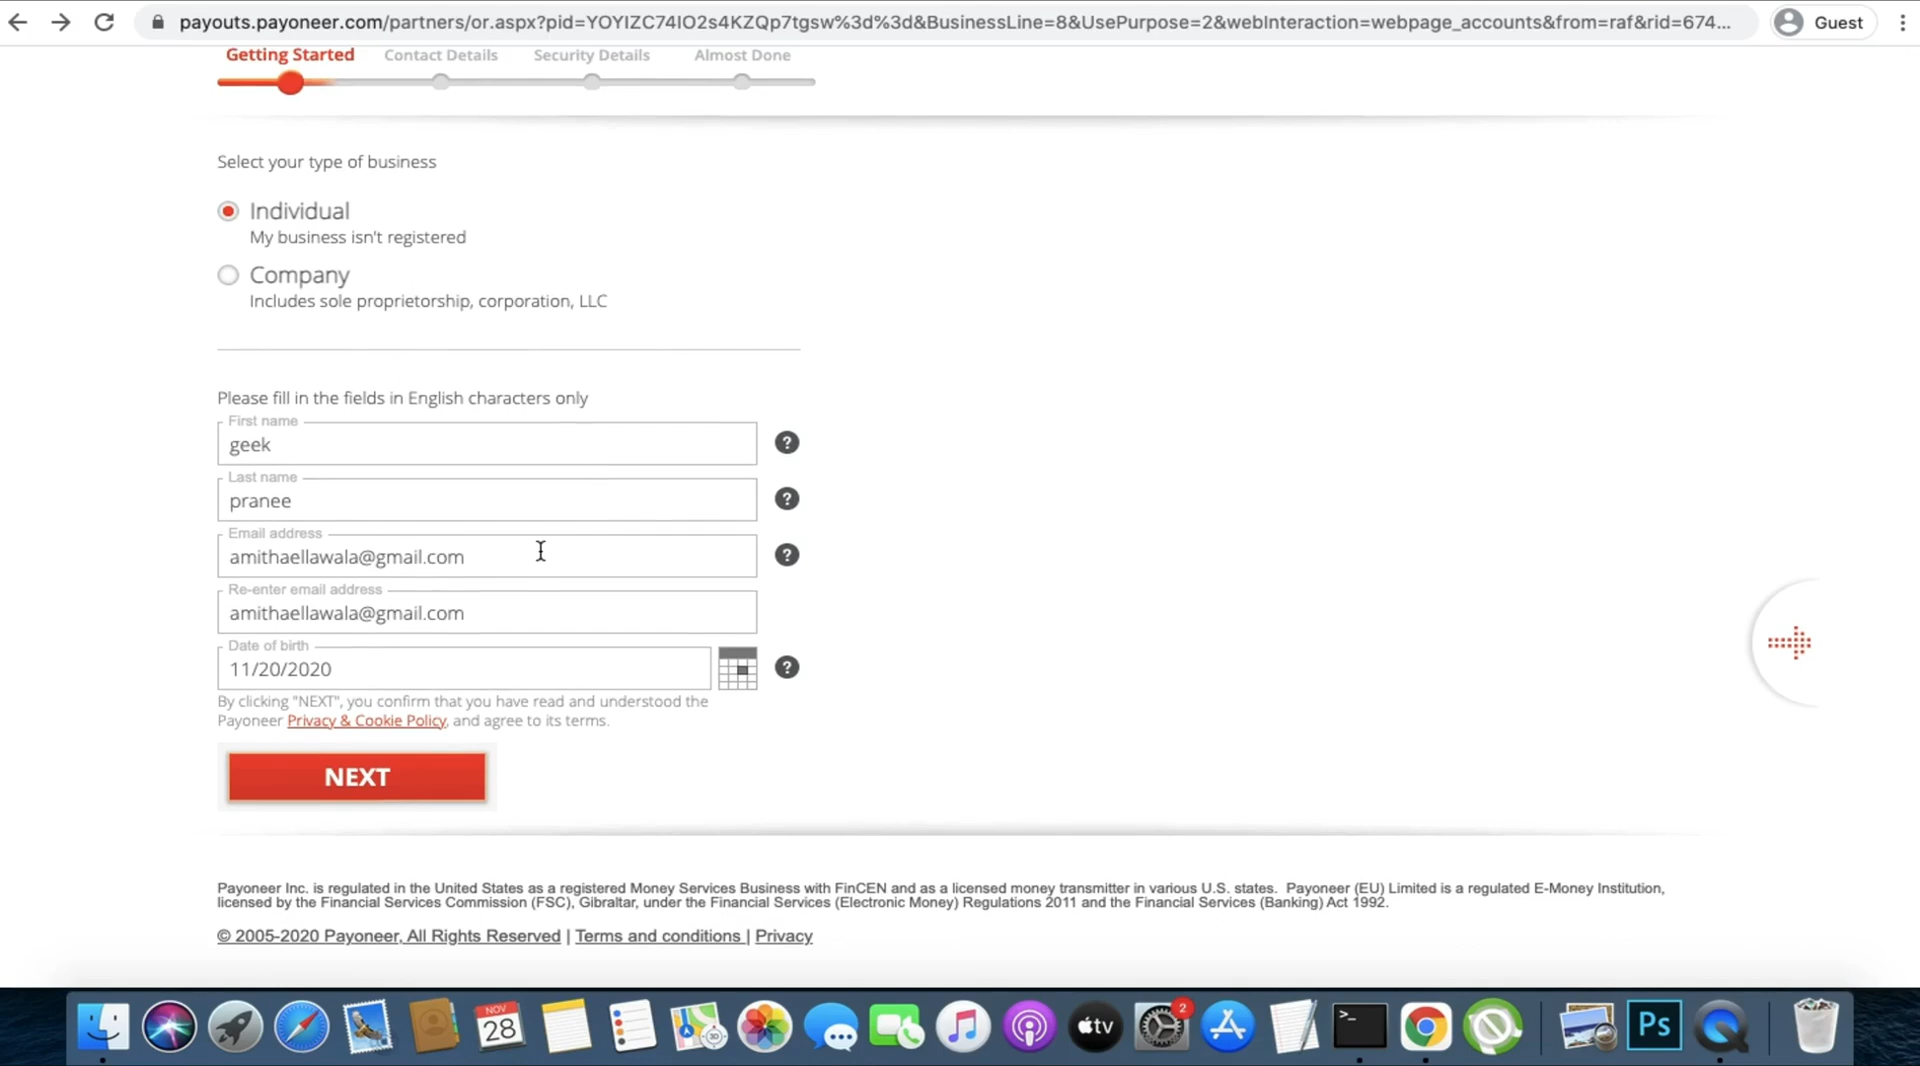 payouts.payoneer.com/partners/or.aspx?pid=YOYIZC74IO2s4KZQp7tgsw%3d%3d&BusinessLine=8&UsePurpose=2&webInteraction=webpage_accounts&from=raf&rid=674...
Guest
Getting Started
Contact Details
Security Details
Almost Done
Select your type of business
Individual
My business isn't registered
Company
Includes sole proprietorship, corporation, LLC
Please fill in the fields in English characters only
First name
geek
?
Last name
pranee
?
Email address
amithaellawala@gmail.com
?
Re-enter email address
amithaellawala@gmail.com
Date of birth
11/20/2020
?
By clicking "NEXT", you confirm that you have read and understood the
Payoneer Privacy & Cookie Policy, and agree to its terms.
NEXT
Payoneer Inc. is regulated in the United States as a registered Money Services Business with FinCEN and as a licensed money transmitter in various U.S. states. Payoneer (EU) Limited is a regulated E-Money Institution,
licensed by the Financial Services Commission (FSC), Gibraltar, under the Financial Services (Electronic Money) Regulations 2011 and the Financial Services (Banking) Act 1992.
© 2005-2020 Payoneer, All Rights Reserved | Terms and conditions | Privacy
NOV
28
tv
2
>_
Ps